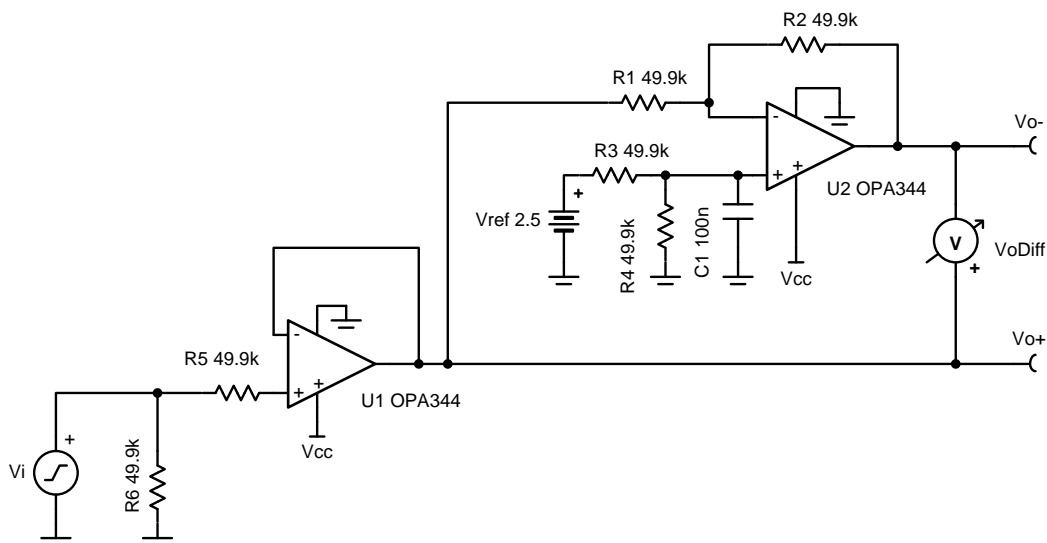 R2 49.9k
R1 49.9k
Vo-
-
+
+
R3 49.9k
U2 OPA344
+
Vref 2.5
R4 49.9k
C1 100n
Vcc
V
+
VoDiff
-
+
+
R5 49.9k
U1 OPA344
Vo+
Vcc
+
Vi
R6 49.9k